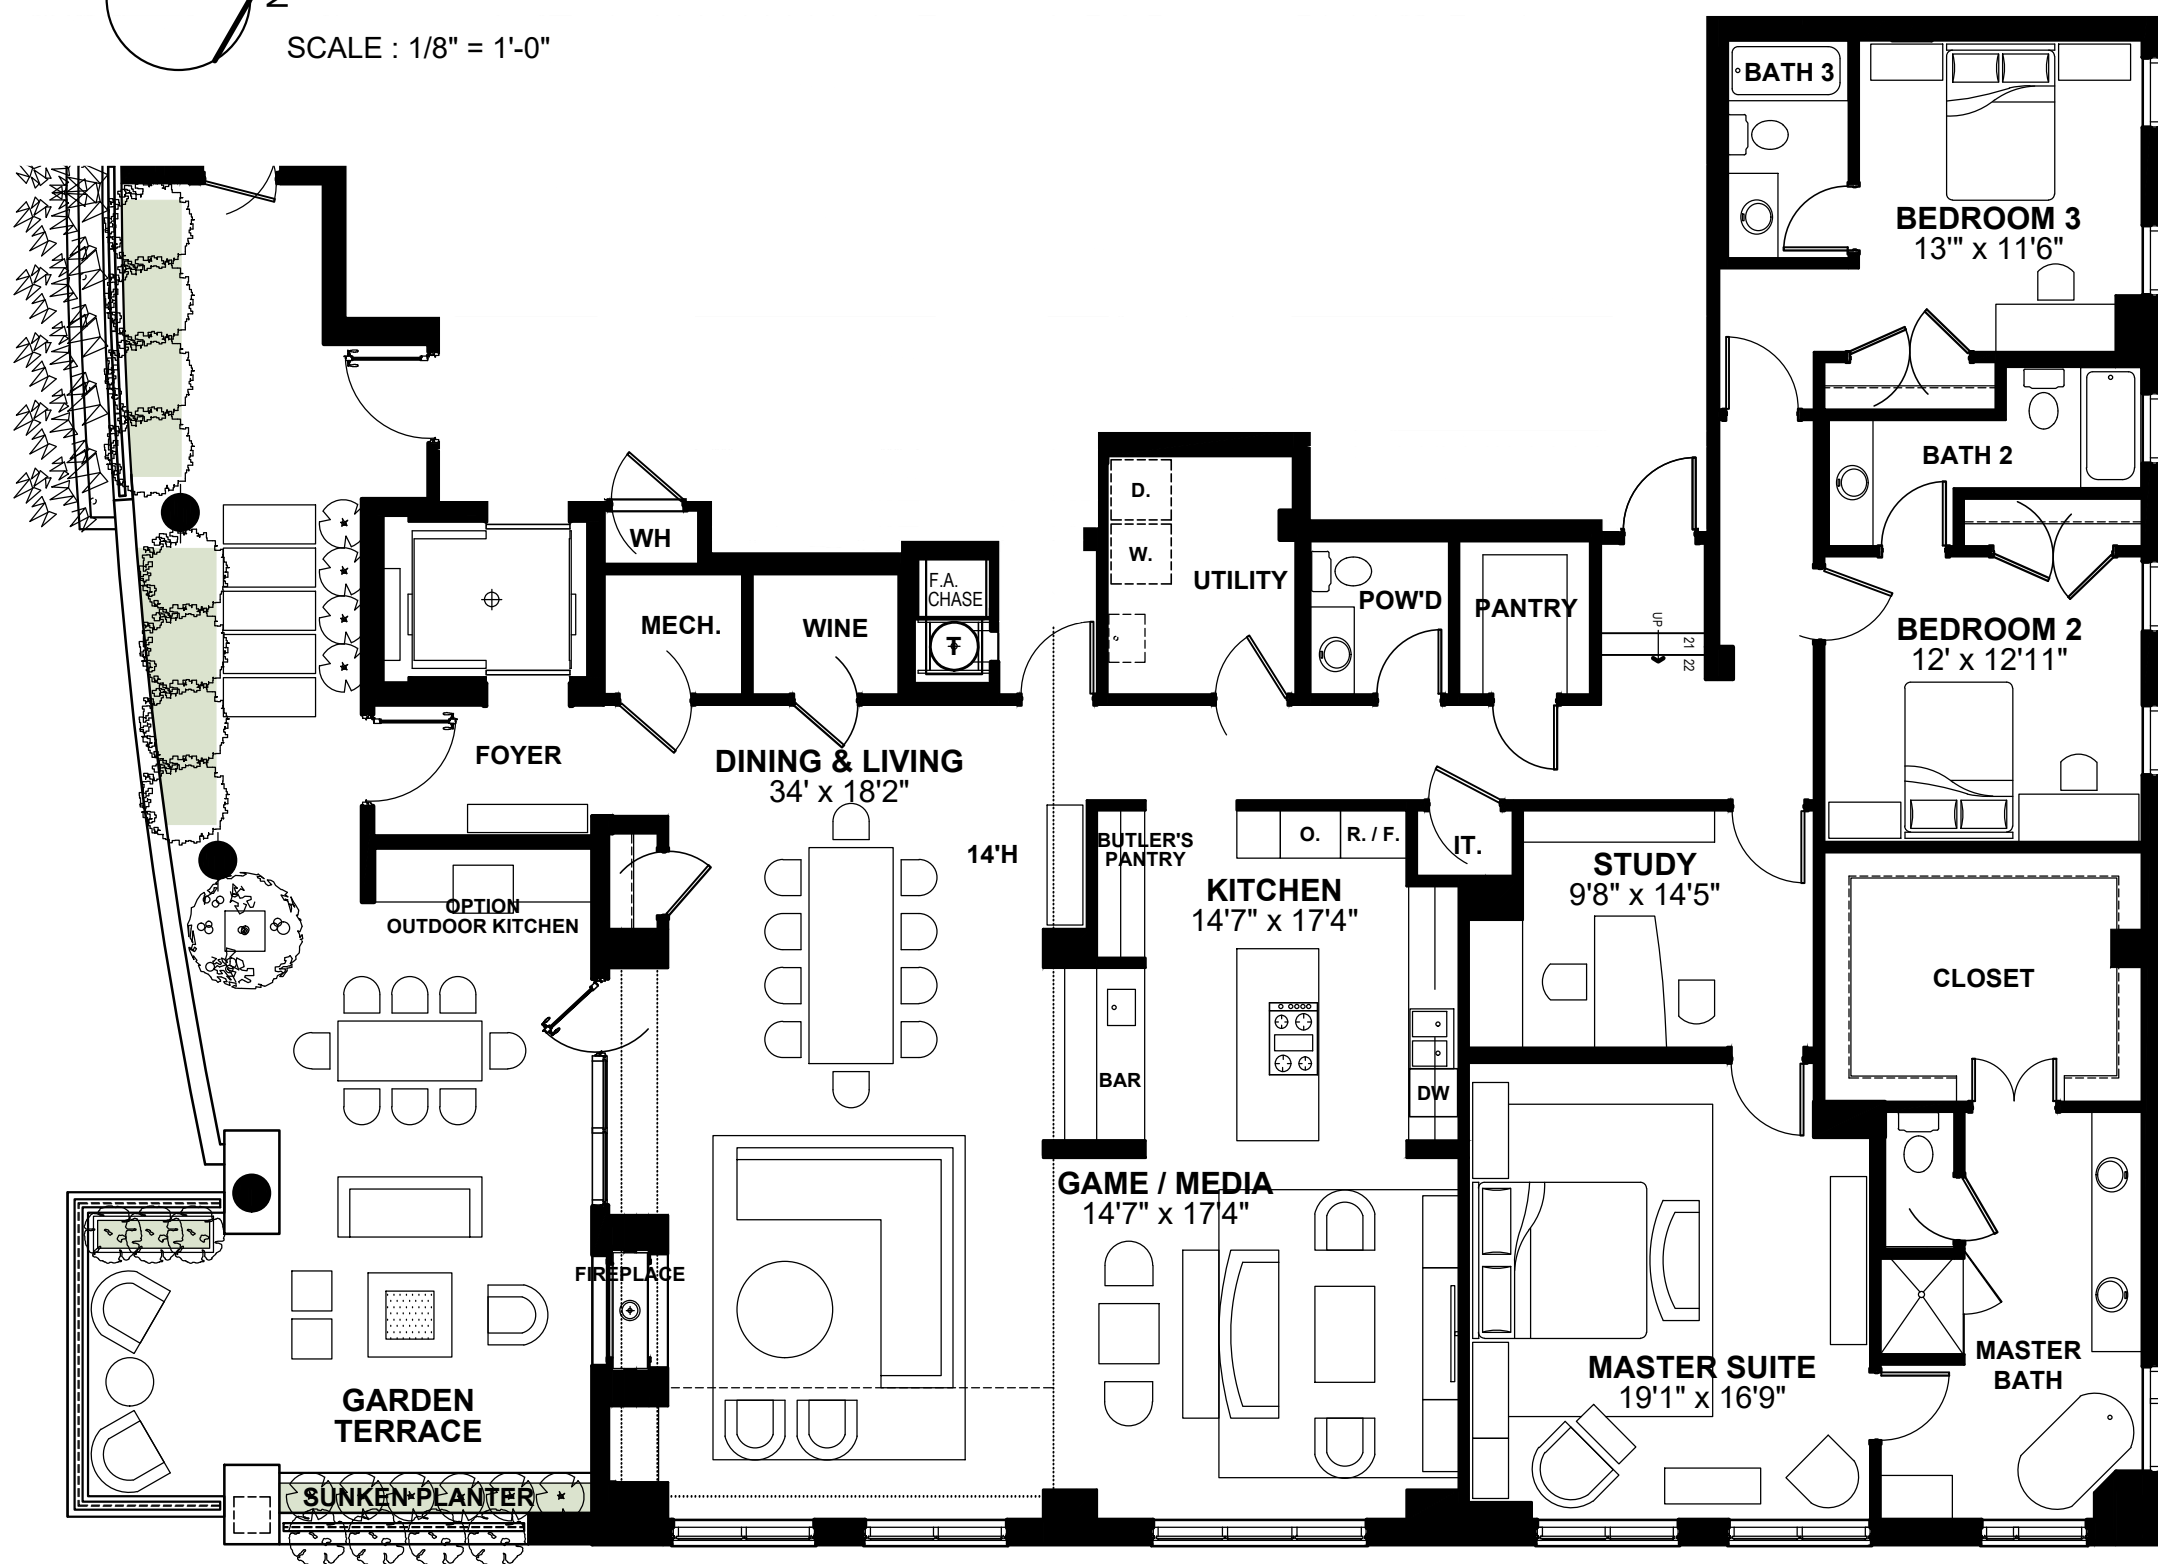 N
SCALE : 1/8" = 1'-0"
BATH 3
BEDROOM 3
13'" x 11'6"
BATH 2
D.
W.
UTILITY
WH
F.A.
CHASE
T
MECH.
WINE
POW'D
PANTRY
UP
21
22
BEDROOM 2
12' x 12'11"
FOYER
DINING & LIVING
34' x 18'2"
14'H
BUTLER'S
PANTRY
O.
R. / F.
IT.
KITCHEN
14'7" x 17'4"
STUDY
9'8" x 14'5"
OPTION
OUTDOOR KITCHEN
CLOSET
BAR
DW
GAME / MEDIA
14'7" x 17'4"
FIREPLACE
MASTER SUITE
19'1" x 16'9"
MASTER
BATH
GARDEN
TERRACE
SUNKEN PLANTER